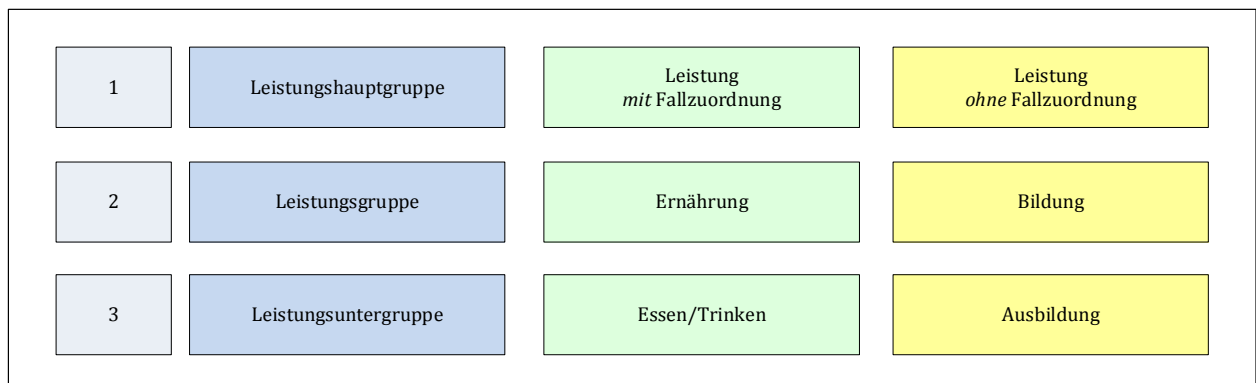 1
Leistungshauptgruppe
Leistung
mit Fallzuordnung
Leistung
ohne Fallzuordnung
2
Leistungsgruppe
Ernährung
Bildung
3
Leistungsuntergruppe
Essen/Trinken
Ausbildung